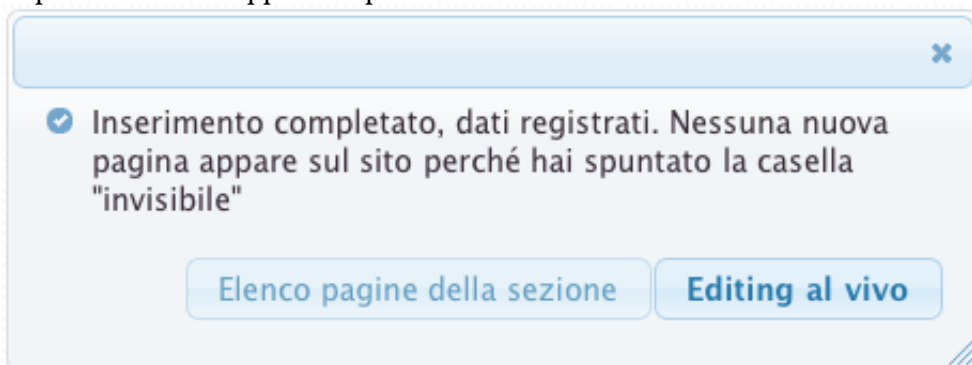 Inserimento completato, dati registrati. Nessuna nuova
pagina appare sul sito perché hai spuntato la casella
"invisibile"
Elenco pagine della sezione
Editing al vivo